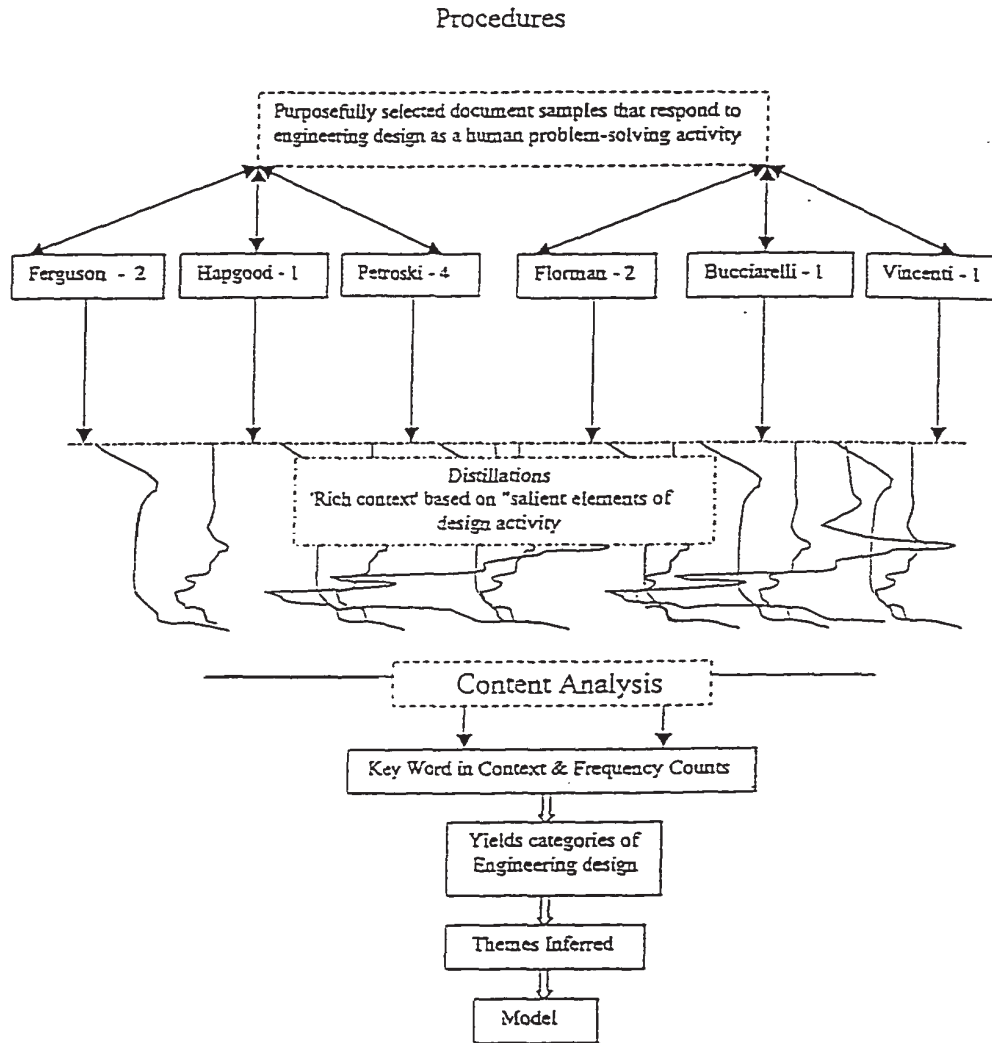 Procedures
Purposefully selected document samples that respond to
engineering design as a human problem-solving activity
Ferguson - 2
Hapgood - 1
Petroski - 4
Florman - 2
Bucciarelli - 1
Vincenti - 1
Distillations
'Rich context' based on "salient elements of
design activity
Content Analysis
Key Word in Context & Frequency Counts
Yields categories of
Engineering design
Themes Inferred
Model